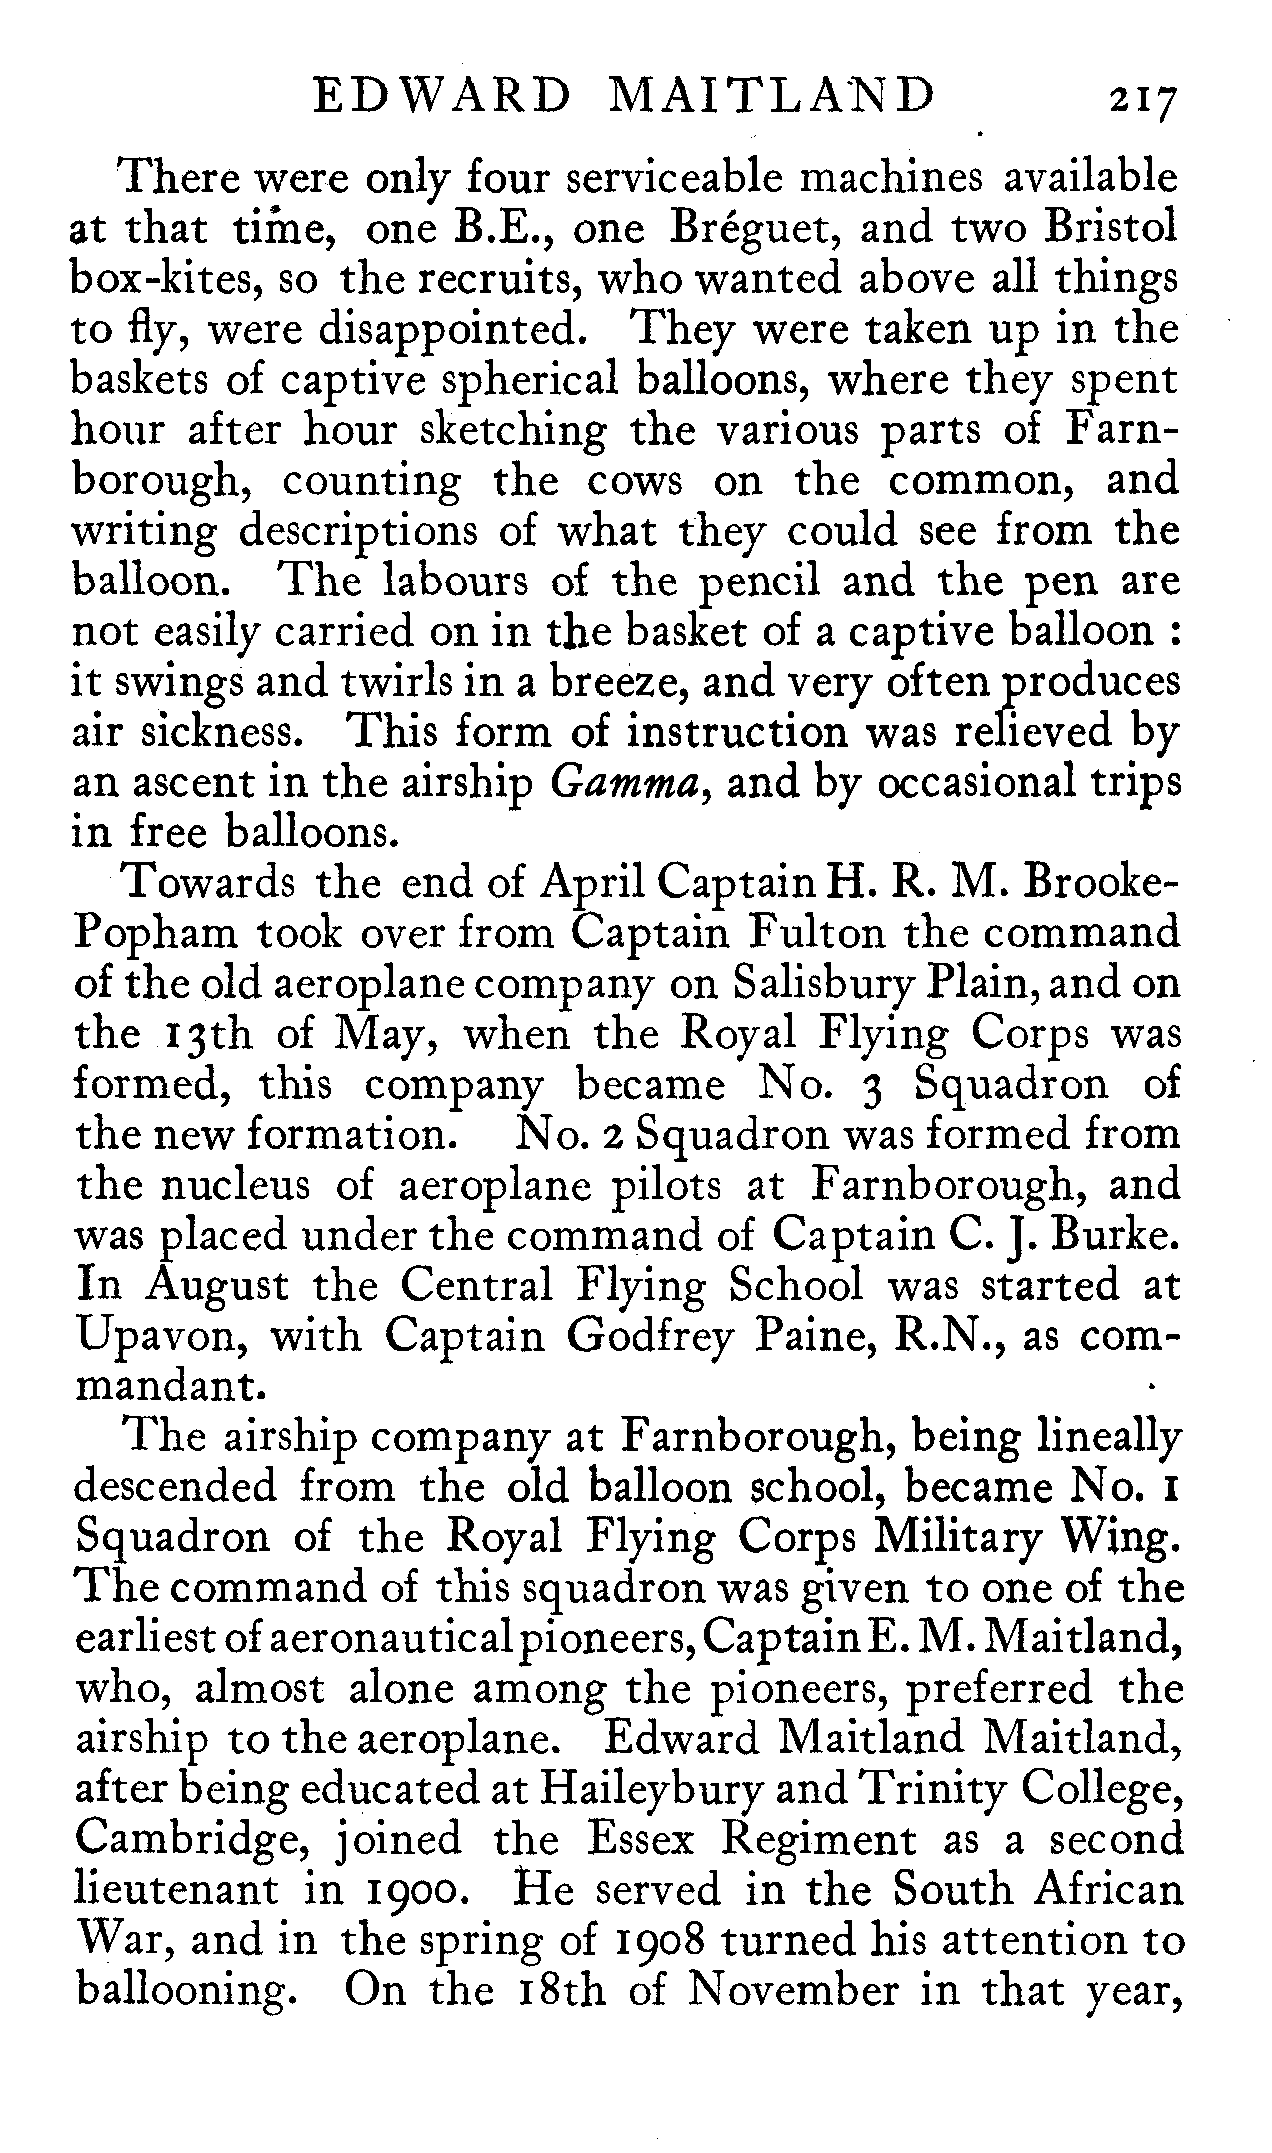 EDWARD MAITLAND 217
There were only four serviceable machines available
at that time, one B.E., one Bréguet, and two Bristol
box-kites, so the recruits, who wanted above all things
to fly, were disappointed. They were taken up in the
baskets of captive spherical balloons, where they spent
hour after hour sketching the various parts of Farn-
borough, counting the cows on the common, and
writing descriptions of what they could see from the
balloon. The labours of the pencil and the pen are
not easily carried on in the basket of a captive balloon :
it swings and twirls in a breeze, and very often produces
air sickness. This form of instruction was relieved by
an ascent in the airship Gamma, and by occasional trips
in free balloons.
Towards the end of April Captain H. R. M. Brooke-
Popham took over from Captain Fulton the command
of the old aeroplane company on Salisbury Plain, and on
the 13th of May, when the Royal Flying Corps was
formed, this company became No. 3 Squadron of
the new formation. No. 2 Squadron was formed from
the nucleus of aeroplane pilots at Farnborough, and
was placed under the command of Captain C. J. Burke.
In August the Central Flying School was started at
Upavon, with Captain Godfrey Paine, R.N., as com-
mandant.
The airship company at Farnborough, being lineally
descended from the old balloon school, became No. 1
Squadron of the Royal Flying Corps Military Wing.
The command of this squadron was given to one of the
earliest of aeronautical pioneers, Captain E. M. Maitland,
who, almost alone among the pioneers, preferred the
airship to the aeroplane. Edward Maitland Maitland,
after being educated at Haileybury and Trinity College,
Cambridge, joined the Essex Regiment as a second
lieutenant in 1900. He served in the South African
War, and in the spring of 1908 turned his attention to
ballooning. On the 18th of November in that year,